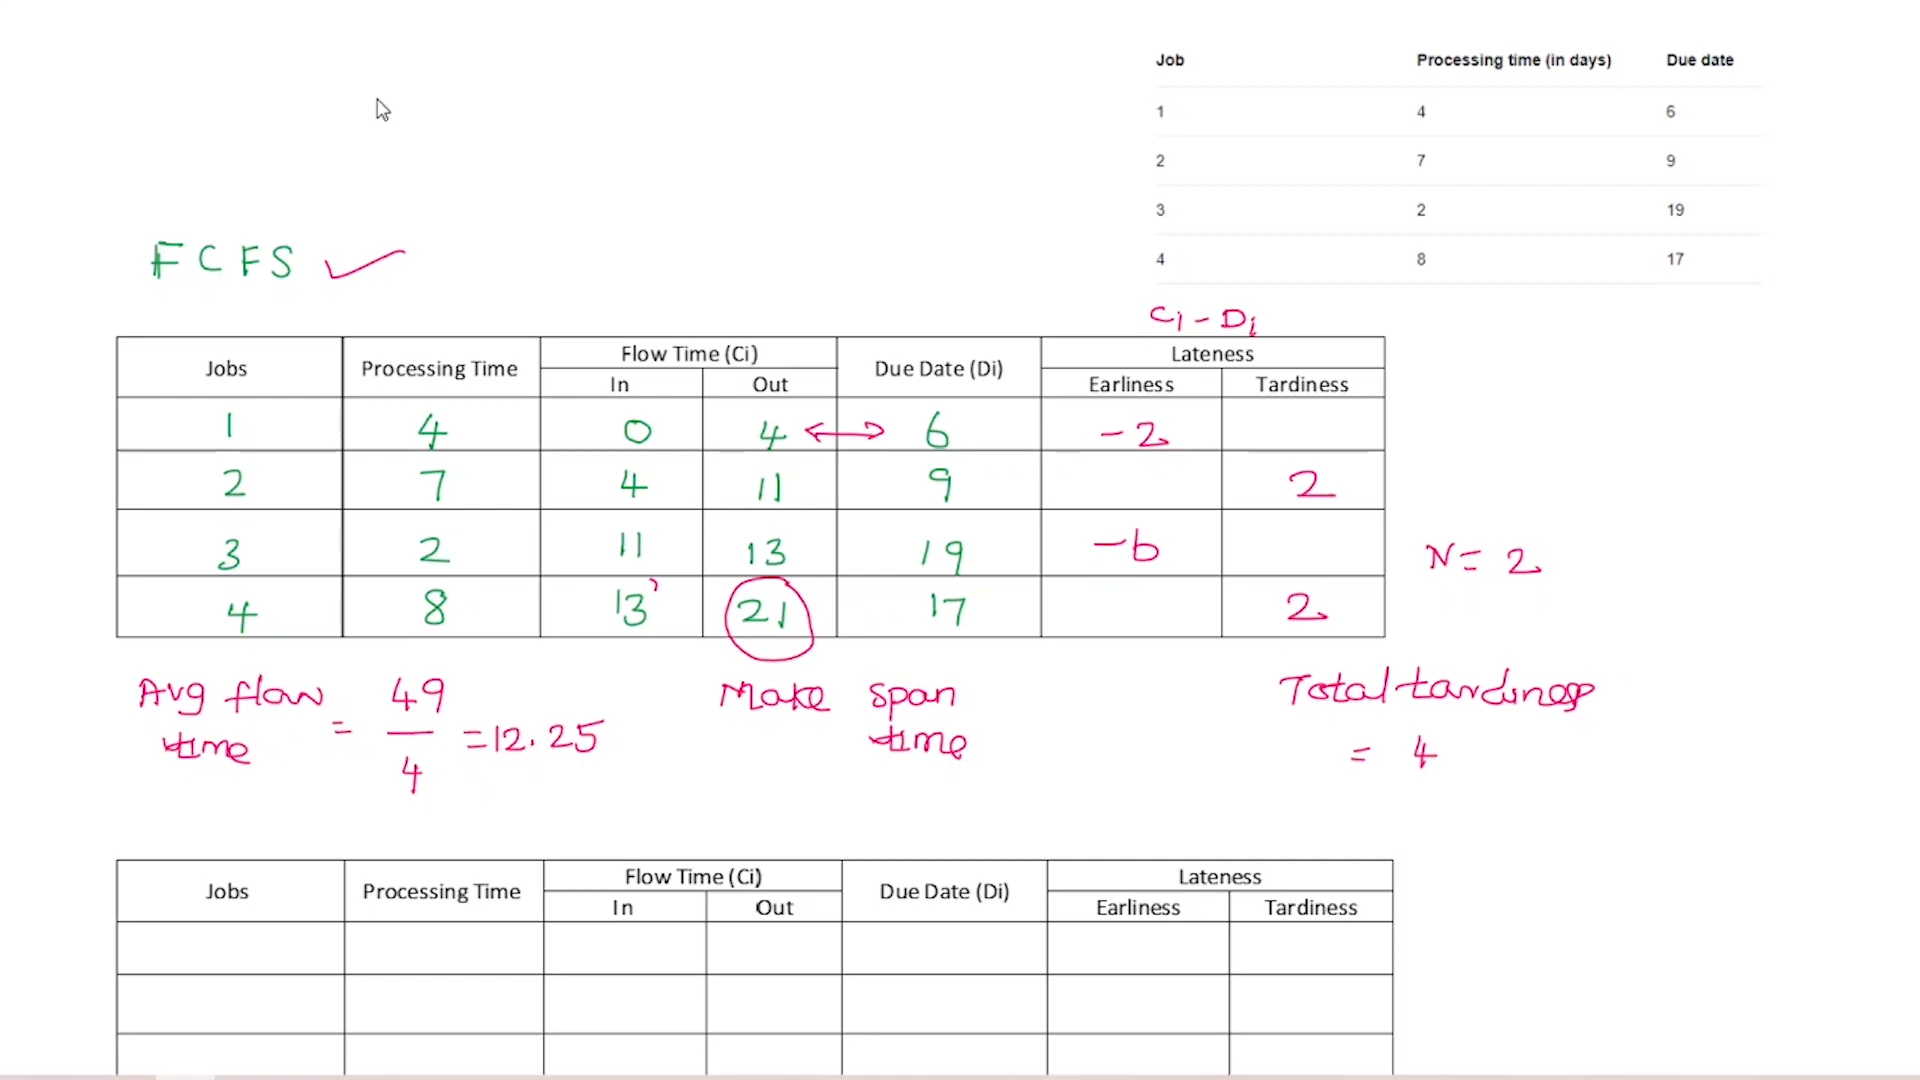 Job Processing time (in days) Due date
1 4 6
2 7 9
3 2 19
4 8 17
FCFS
Ci - Di
Jobs Processing Time Flow Time (Ci) Due Date (Di) Lateness
In Out Earliness Tardiness
1 4 0 4 6 -2
2 7 4 11 9 2
3 2 11 13 19 -6
4 8 13 21 17 2
N = 2
Avg flow time = 49/4 = 12.25
Make span time
Total tardiness = 4
Jobs Processing Time Flow Time (Ci) Due Date (Di) Lateness
In Out Earliness Tardiness